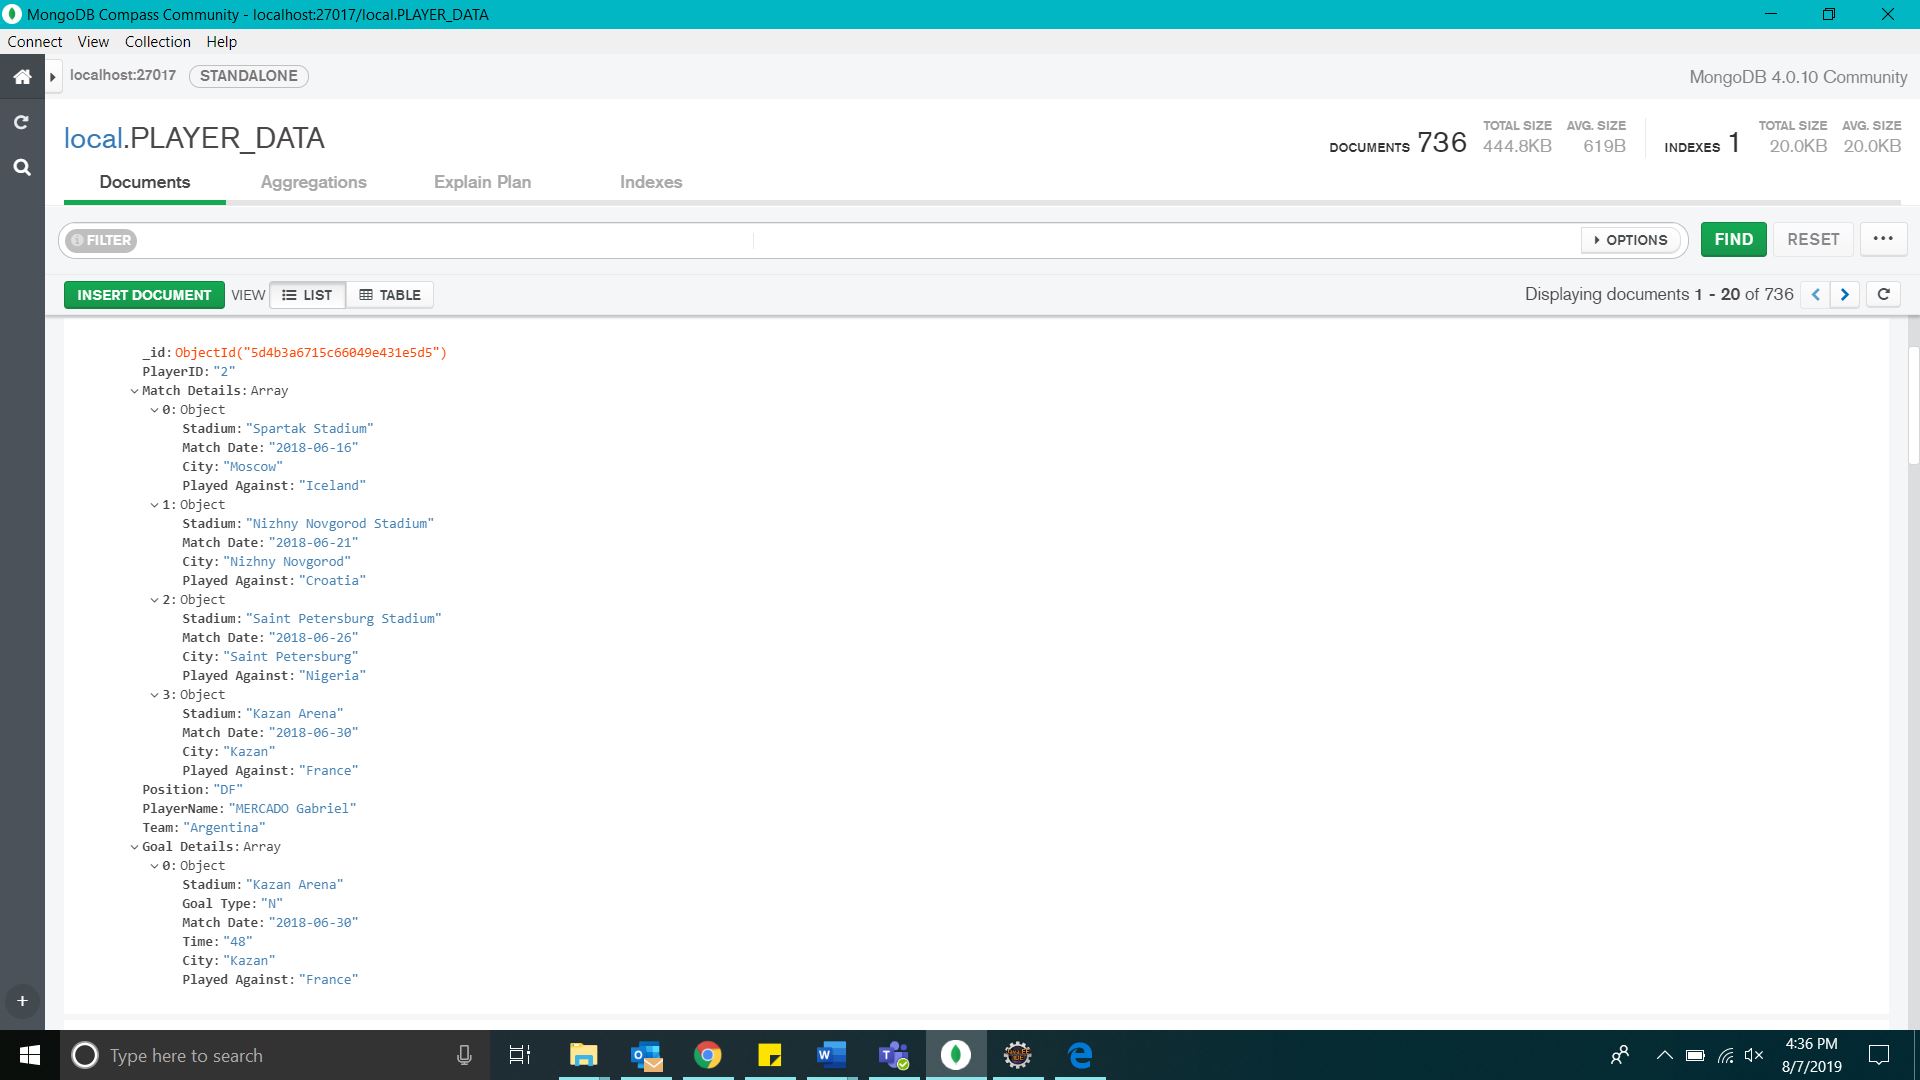 MongoDB Compass Community - localhost:27017/local.PLAYER_DATA
Connect View Collection Help
localhost:27017 STANDALONE MongoDB 4.0.10 Community
local.PLAYER_DATA
DOCUMENTS 736 TOTAL SIZE 444.8KB AVG. SIZE 619B INDEXES 1 TOTAL SIZE 20.0KB AVG. SIZE 20.0KB
Documents Aggregations Explain Plan Indexes
FILTER OPTIONS FIND RESET ...
INSERT DOCUMENT VIEW LIST TABLE Displaying documents 1 - 20 of 736
_id: ObjectId("5d4b3a6715c66049e431e5d5")
PlayerID: "2"
Match Details: Array
0: Object
Stadium: "Spartak Stadium"
Match Date: "2018-06-16"
City: "Moscow"
Played Against: "Iceland"
1: Object
Stadium: "Nizhny Novgorod Stadium"
Match Date: "2018-06-21"
City: "Nizhny Novgorod"
Played Against: "Croatia"
2: Object
Stadium: "Saint Petersburg Stadium"
Match Date: "2018-06-26"
City: "Saint Petersburg"
Played Against: "Nigeria"
3: Object
Stadium: "Kazan Arena"
Match Date: "2018-06-30"
City: "Kazan"
Played Against: "France"
Position: "DF"
PlayerName: "MERCADO Gabriel"
Team: "Argentina"
Goal Details: Array
0: Object
Stadium: "Kazan Arena"
Goal Type: "N"
Match Date: "2018-06-30"
Time: "48"
City: "Kazan"
Played Against: "France"
Type here to search
4:36 PM
8/7/2019